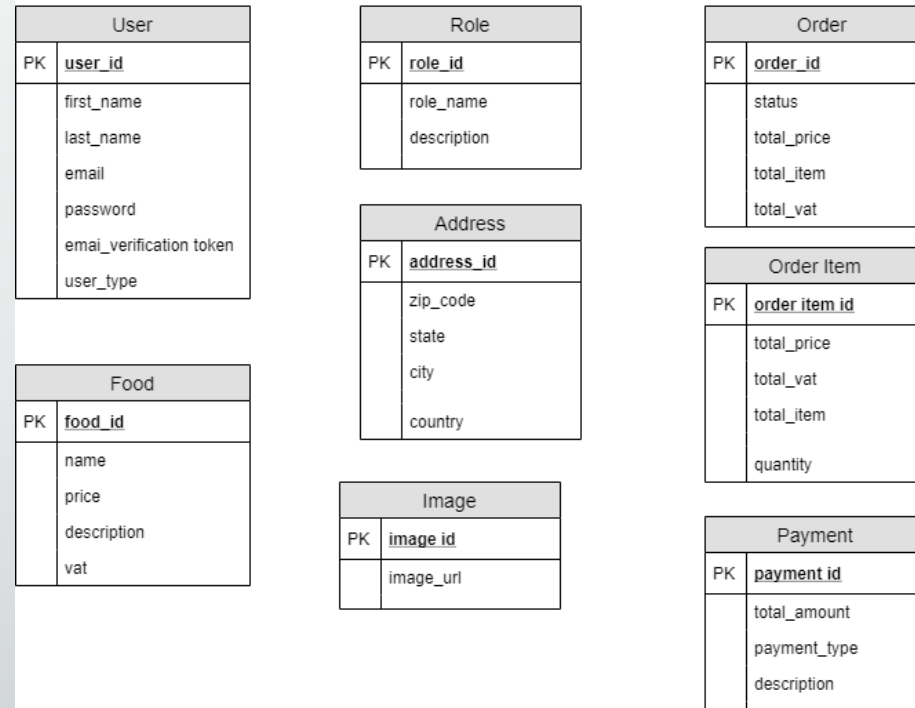 User
PK user_id
first_name
last_name
email
password
emai_verification token
user_type
Food
PK food_id
name
price
description
vat
Role
PK role_id
role_name
description
Address
PK address_id
zip_code
state
city
country
Image
PK image id
image_url
Order
PK order_id
status
total_price
total_item
total_vat
Order Item
PK order item id
total_price
total_vat
total_item
quantity
Payment
PK payment id
total_amount
payment_type
description